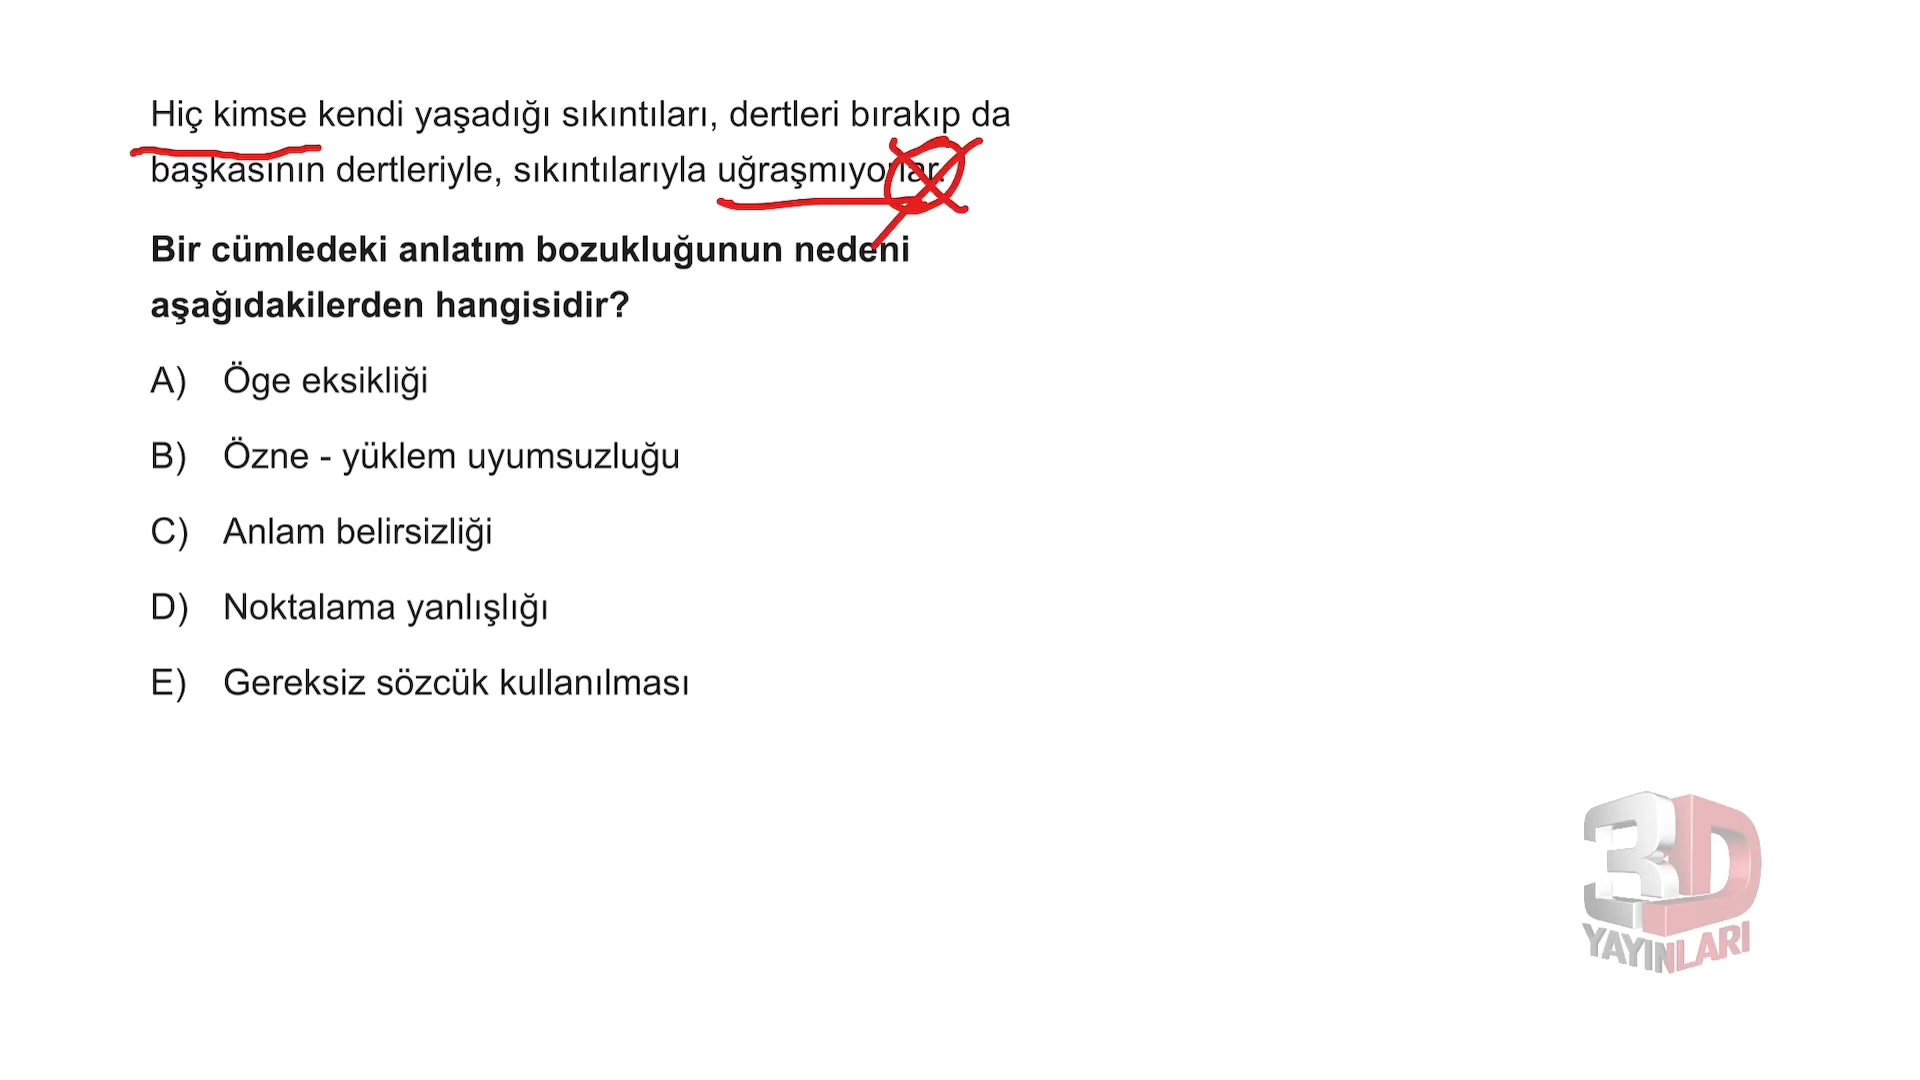 Hiç kimse kendi yaşadığı sıkıntıları, dertleri bırakıp da
başkasının dertleriyle, sıkıntılarıyla uğraşmıyorlar.
Bir cümledeki anlatım bozukluğunun nedeni
aşağıdakilerden hangisidir?
A) Öge eksikliği
B) Özne - yüklem uyumsuzluğu
C) Anlam belirsizliği
D) Noktalama yanlışlığı
E) Gereksiz sözcük kullanılması
3D
YAYINLARI